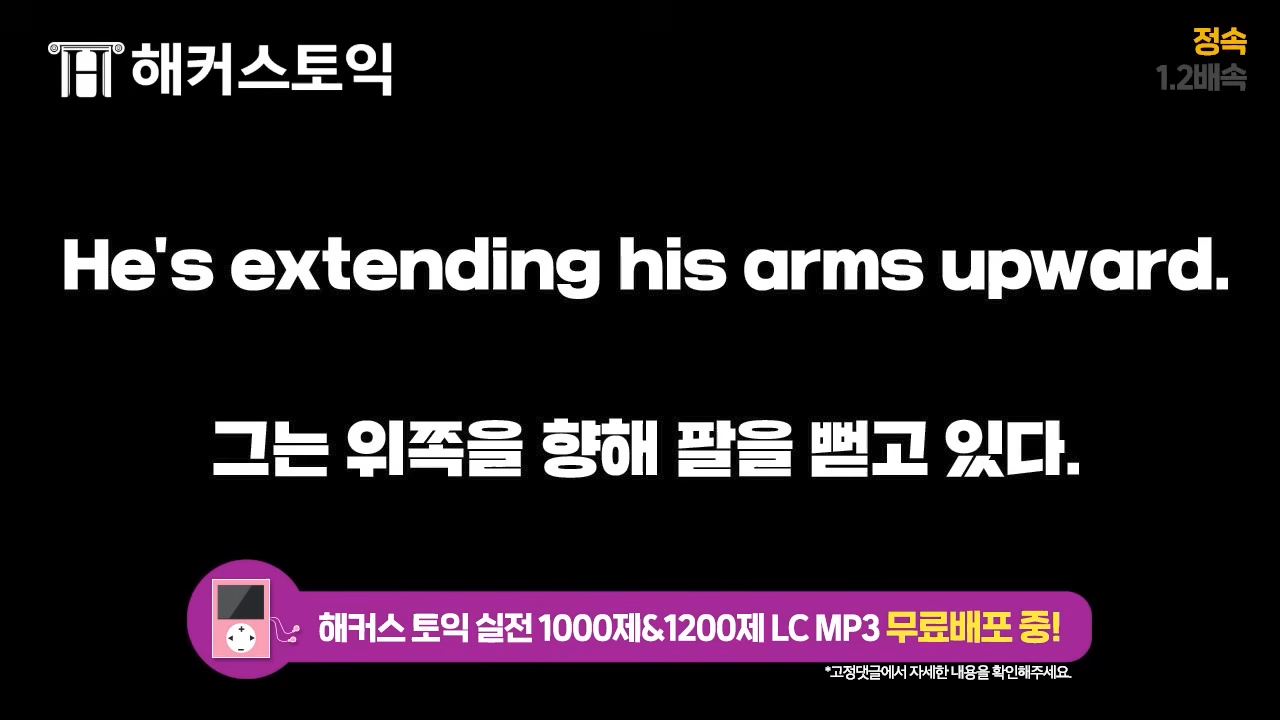 해커스토익
정속
1.2배속
He's extending his arms upward.
그는 위쪽을 향해 팔을 뻗고 있다.
해커스 토익 실전 1000제&1200제 LC MP3 무료배포 중!
*고정댓글에서 자세한 내용을 확인해주세요.